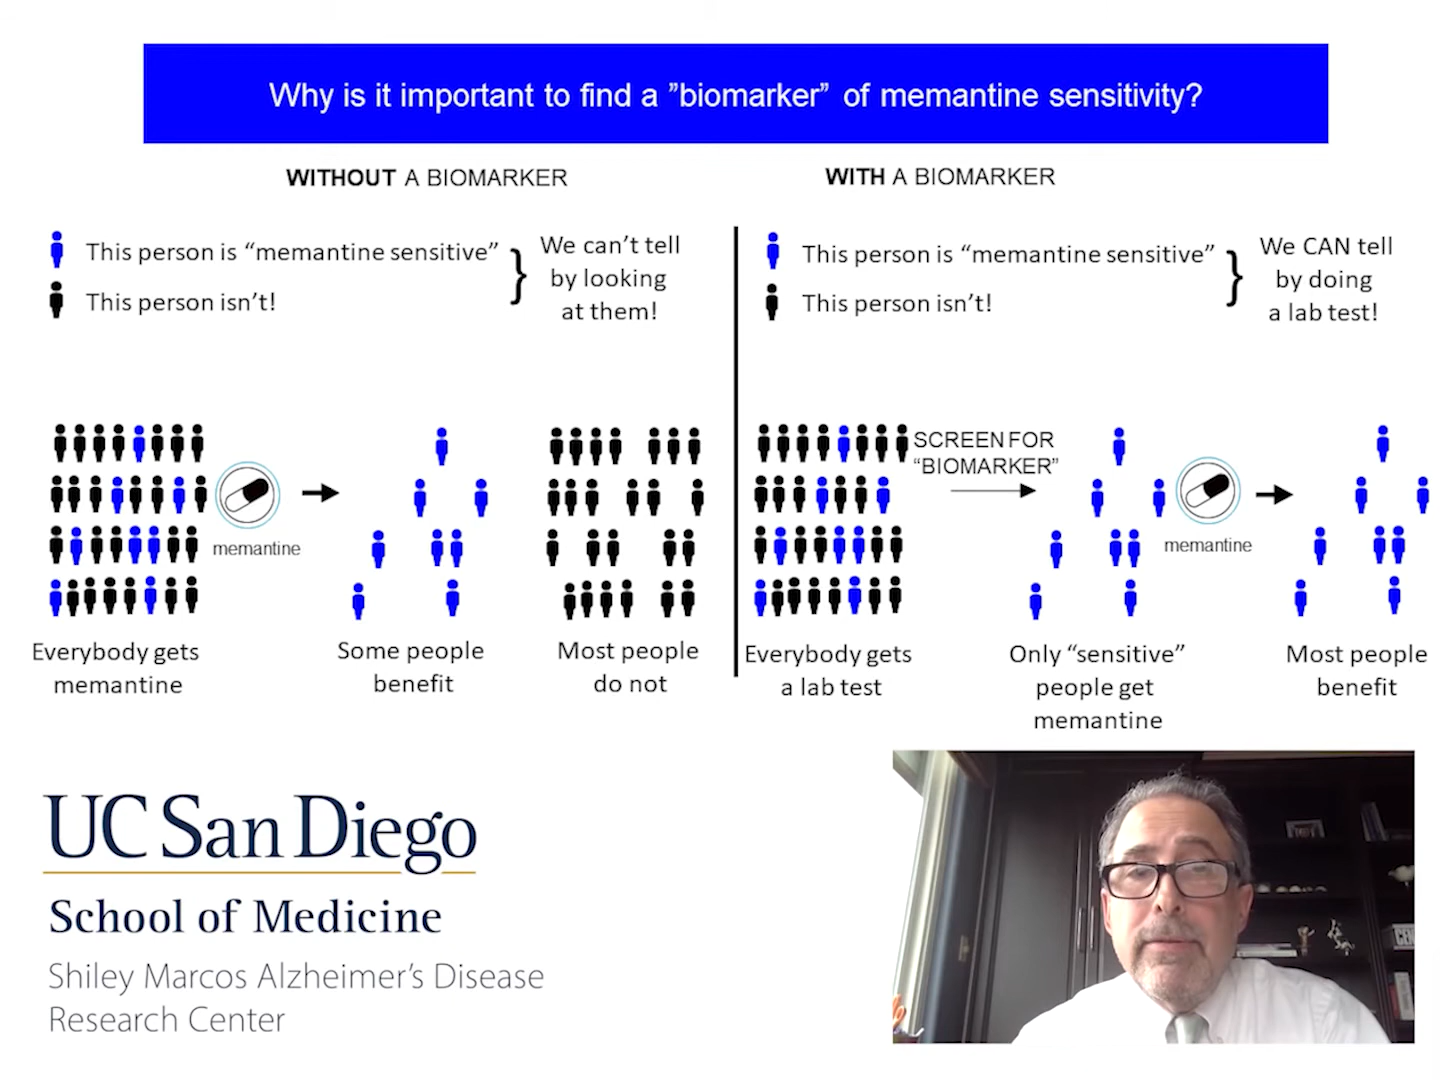 Why is it important to find a ”biomarker” of memantine sensitivity?
WITHOUT A BIOMARKER
This person is “memantine sensitive”
This person isn’t!
We can’t tell
by looking
at them!
memantine
Everybody gets
memantine
Some people
benefit
Most people
do not
WITH A BIOMARKER
This person is “memantine sensitive”
This person isn’t!
We CAN tell
by doing
a lab test!
SCREEN FOR
“BIOMARKER”
memantine
Everybody gets
a lab test
Only “sensitive”
people get
memantine
Most people
benefit
UC San Diego
School of Medicine
Shiley Marcos Alzheimer’s Disease
Research Center